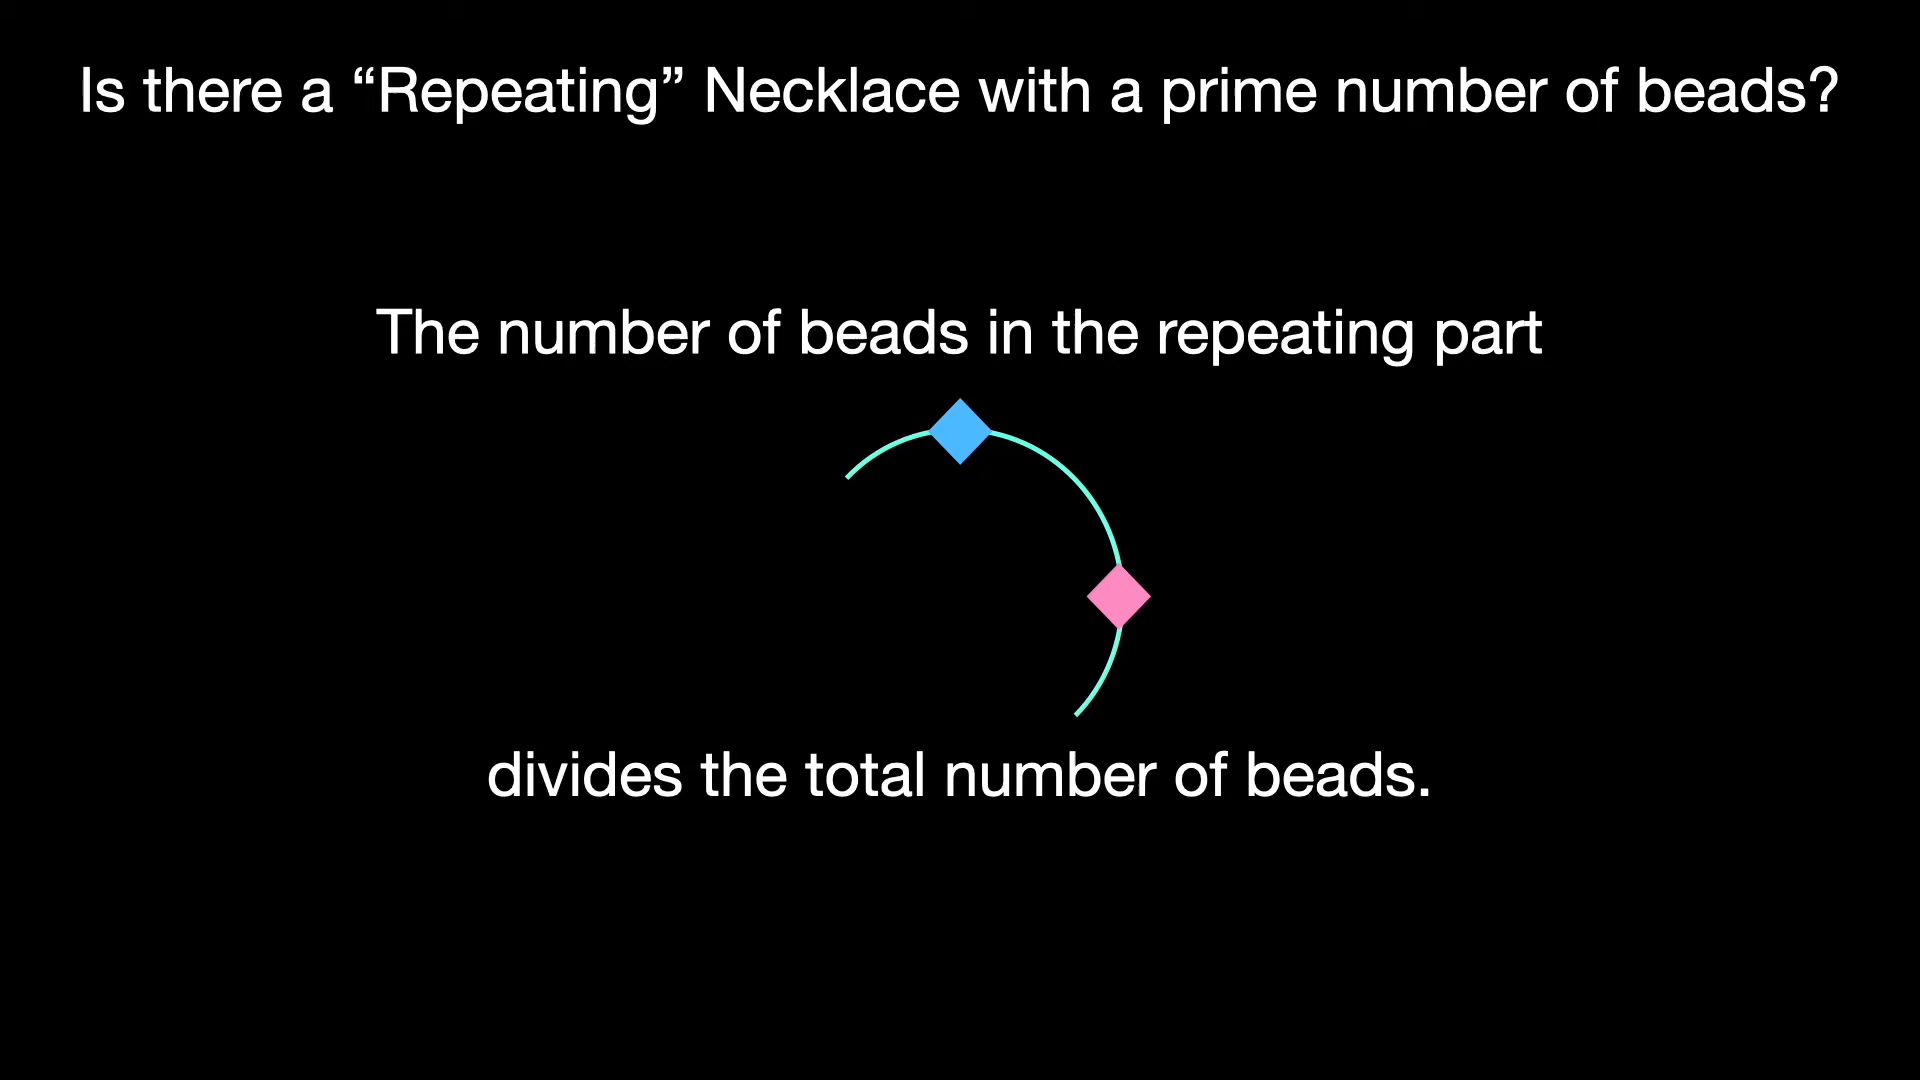 Is there a “Repeating” Necklace with a prime number of beads?
The number of beads in the repeating part
divides the total number of beads.